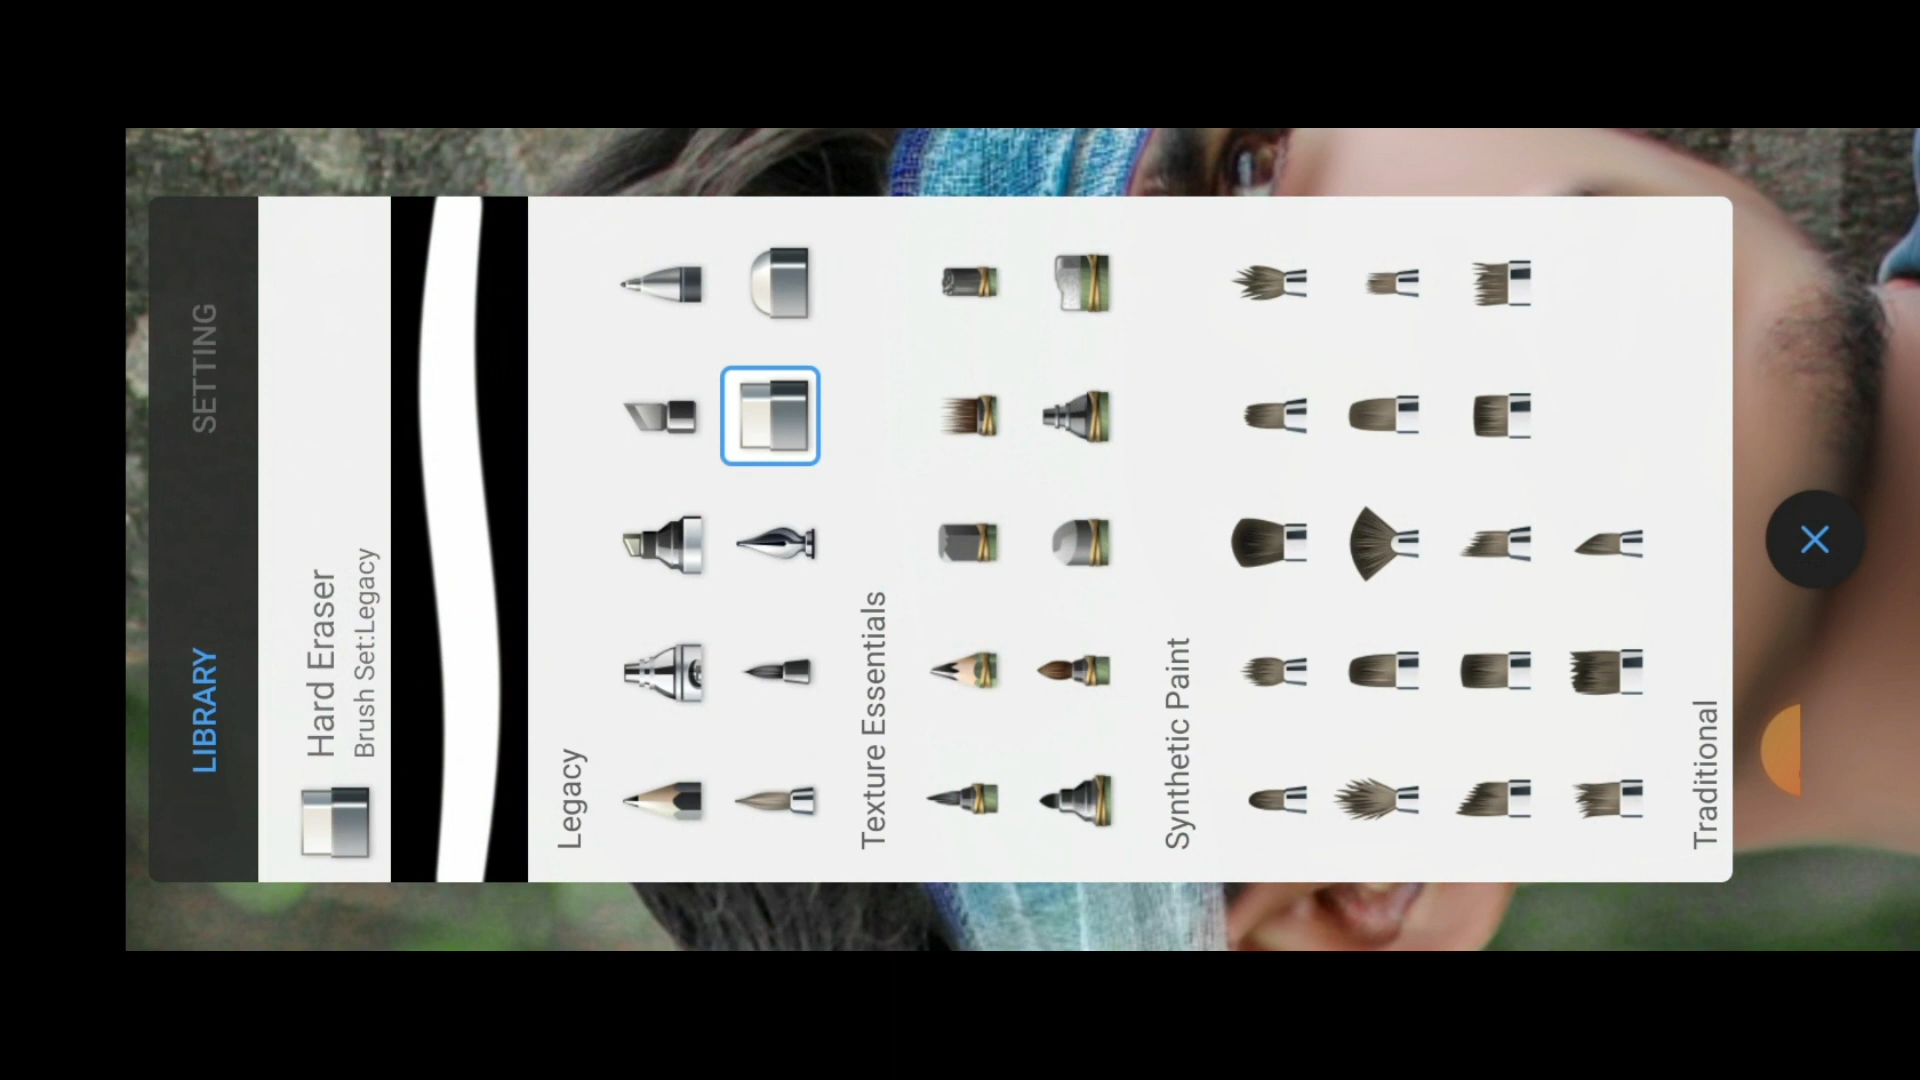 LIBRARY
SETTING
Hard Eraser
Brush Set:Legacy
Legacy
Texture Essentials
Synthetic Paint
Traditional